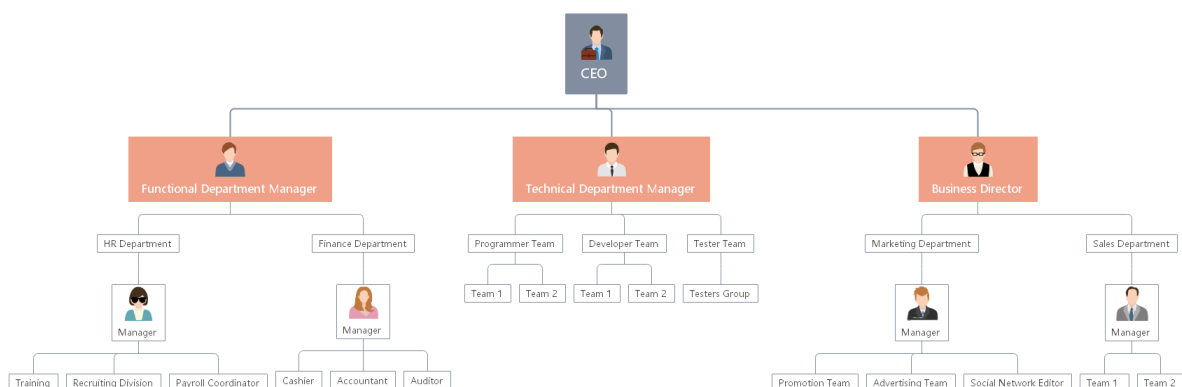 CEO
Functional Department Manager
Technical Department Manager
Business Director
HR Department
Finance Department
Programmer Team
Developer Team
Tester Team
Marketing Department
Sales Department
Team 1
Team 2
Team 1
Team 2
Testers Group
Manager
Manager
Manager
Manager
Training
Recruiting Division
Payroll Coordinator
Cashier
Accountant
Auditor
Promotion Team
Advertising Team
Social Network Editor
Team 1
Team 2